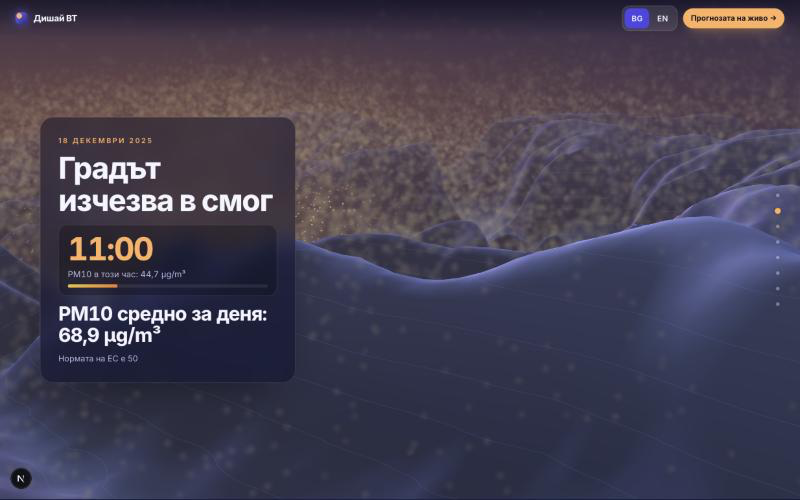 Дишай ВТ
BG EN
Прогнозата на живо →
18 ДЕКЕМВРИ 2025
Градът
изчезва в смог
11:00
PM10 в този час: 44,7 µg/m³
PM10 средно за деня:
68,9 µg/m³
Нормата на ЕС е 50
N